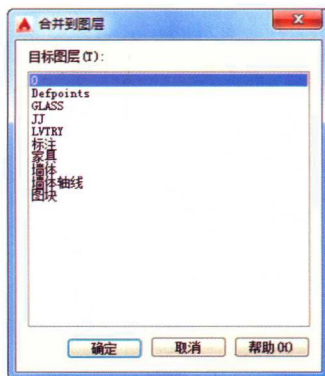 合并到图层
目标图层(T):
0
Defpoints
GLASS
JJ
LVTRY
标注
家具
墙体
墙体轴线
图块
确定 取消 帮助(H)